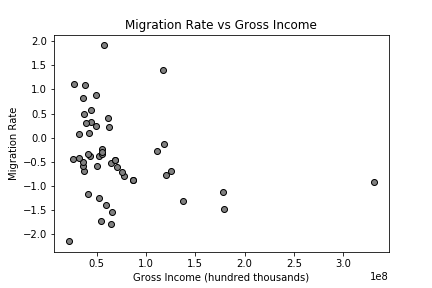 Migration Rate vs Gross Income
2.0
1.5
1.0
0.5
0.0
−0.5
−1.0
−1.5
−2.0
Migration Rate
0.5 1.0 1.5 2.0 2.5 3.0
1e8
Gross Income (hundred thousands)